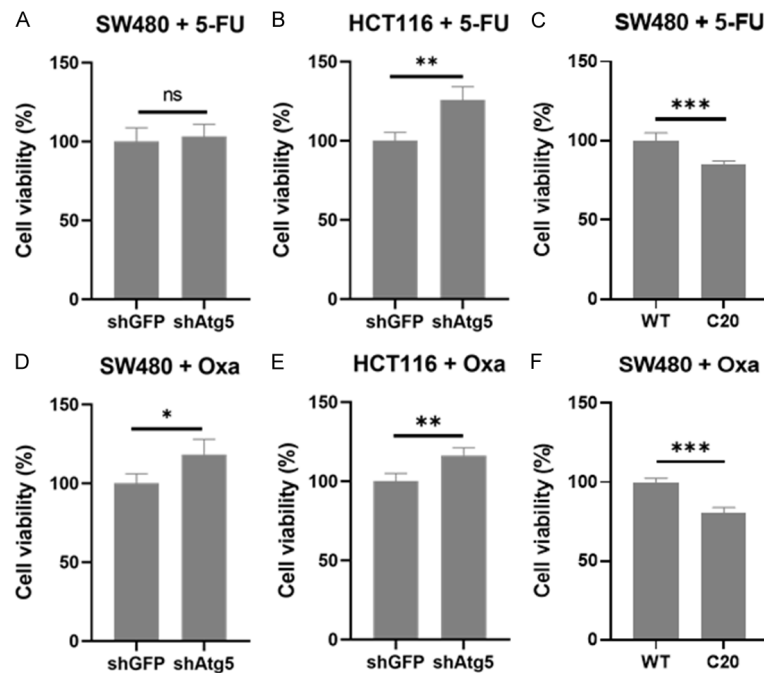 A
SW480 + 5-FU
Cell viability (%)
150
100
50
0
ns
shGFP shAtg5
B
HCT116 + 5-FU
Cell viability (%)
150
100
50
0
**
shGFP shAtg5
C
SW480 + 5-FU
Cell viability (%)
150
100
50
0
***
WT C20
D
SW480 + Oxa
Cell viability (%)
150
100
50
0
*
shGFP shAtg5
E
HCT116 + Oxa
Cell viability (%)
150
100
50
0
**
shGFP shAtg5
F
SW480 + Oxa
Cell viability (%)
150
100
50
0
***
WT C20